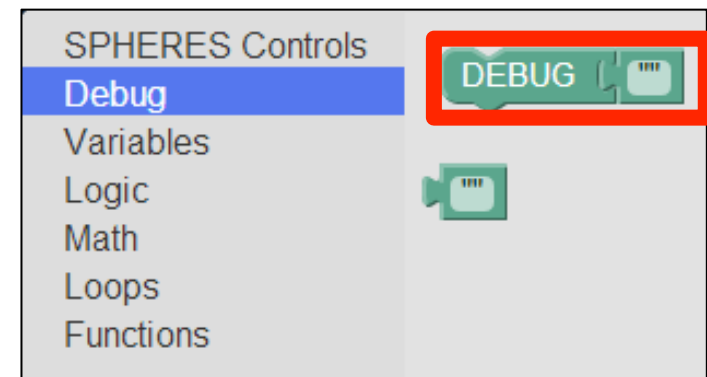 SPHERES Controls
Debug
Variables
Logic
Math
Loops
Functions
DEBUG ""
""